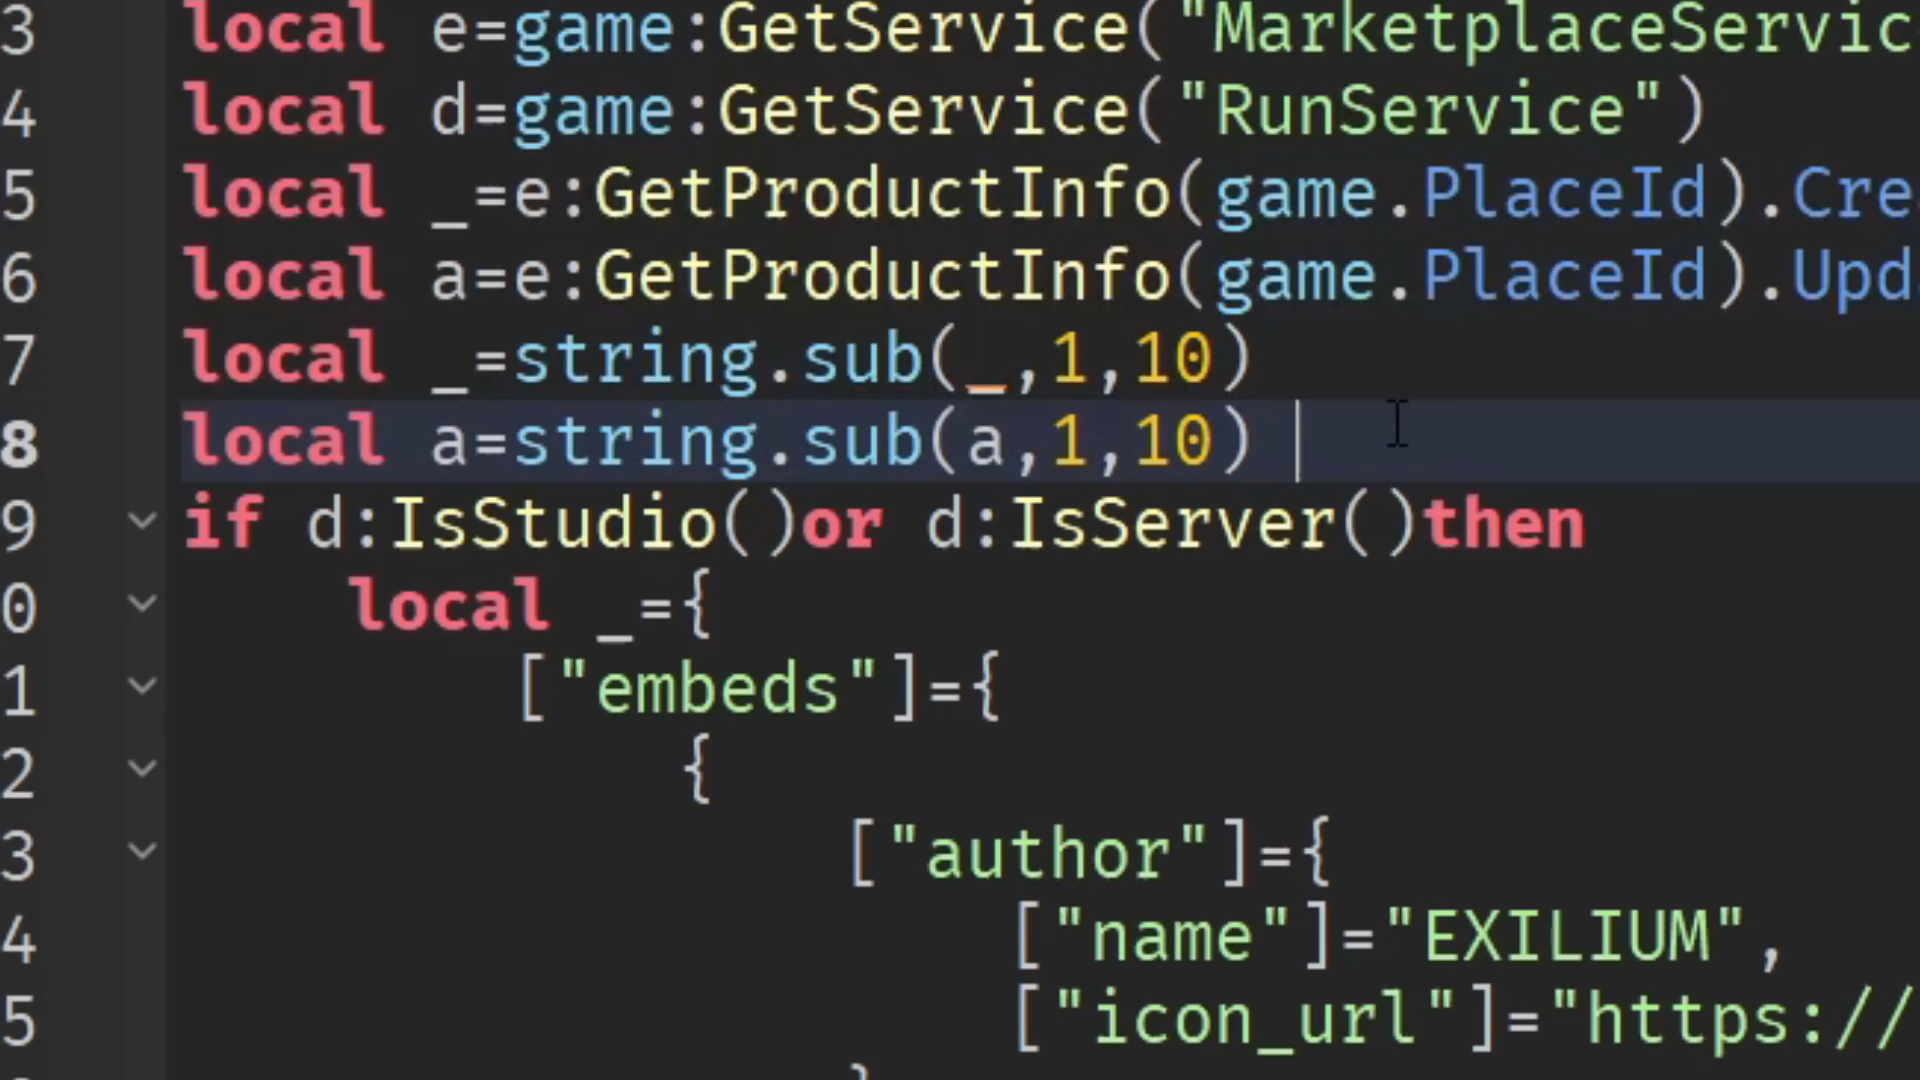 3 local e=game:GetService("MarketplaceServic
4 local d=game:GetService("RunService")
5 local _=e:GetProductInfo(game.PlaceId).Cre
6 local a=e:GetProductInfo(game.PlaceId).Upd
7 local _=string.sub(_,1,10)
8 local a=string.sub(a,1,10)
9 if d:IsStudio()or d:IsServer()then
0 local _={
1 ["embeds"]={
2 {
3 ["author"]={
4 ["name"]="EXILIUM",
5 ["icon_url"]="https://